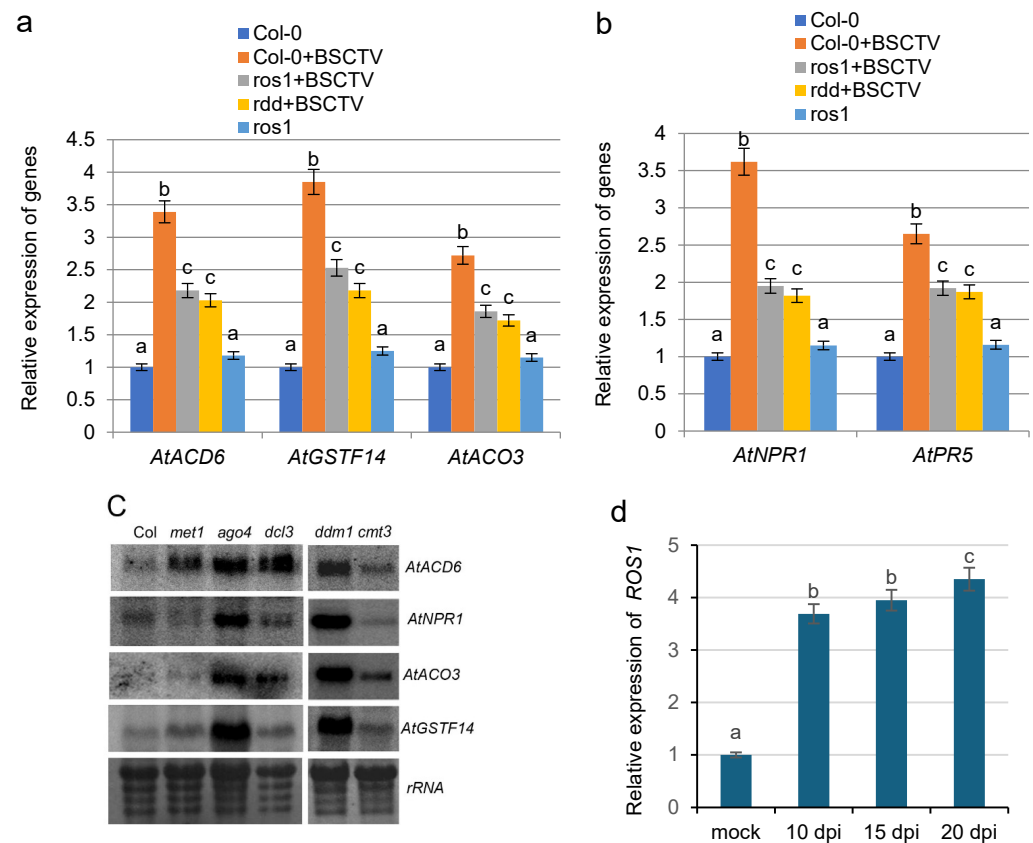 a
Col-0
Col-0+BSCTV
ros1+BSCTV
rdd+BSCTV
ros1
Relative expression of genes
4.5
4
3.5
3
2.5
2
1.5
1
0.5
0
a b c c a
a b c c a
a b c c a
AtACD6 AtGSTF14 AtACO3
b
Col-0
Col-0+BSCTV
ros1+BSCTV
rdd+BSCTV
ros1
Relative expression of genes
4
3.5
3
2.5
2
1.5
1
0.5
0
a b c c a
a b c c a
AtNPR1 AtPR5
C
Col met1 ago4 dcl3 ddm1 cmt3
AtACD6
AtNPR1
AtACO3
AtGSTF14
rRNA
d
Relative expression of ROS1
5
4
3
2
1
0
a b b c
mock 10 dpi 15 dpi 20 dpi